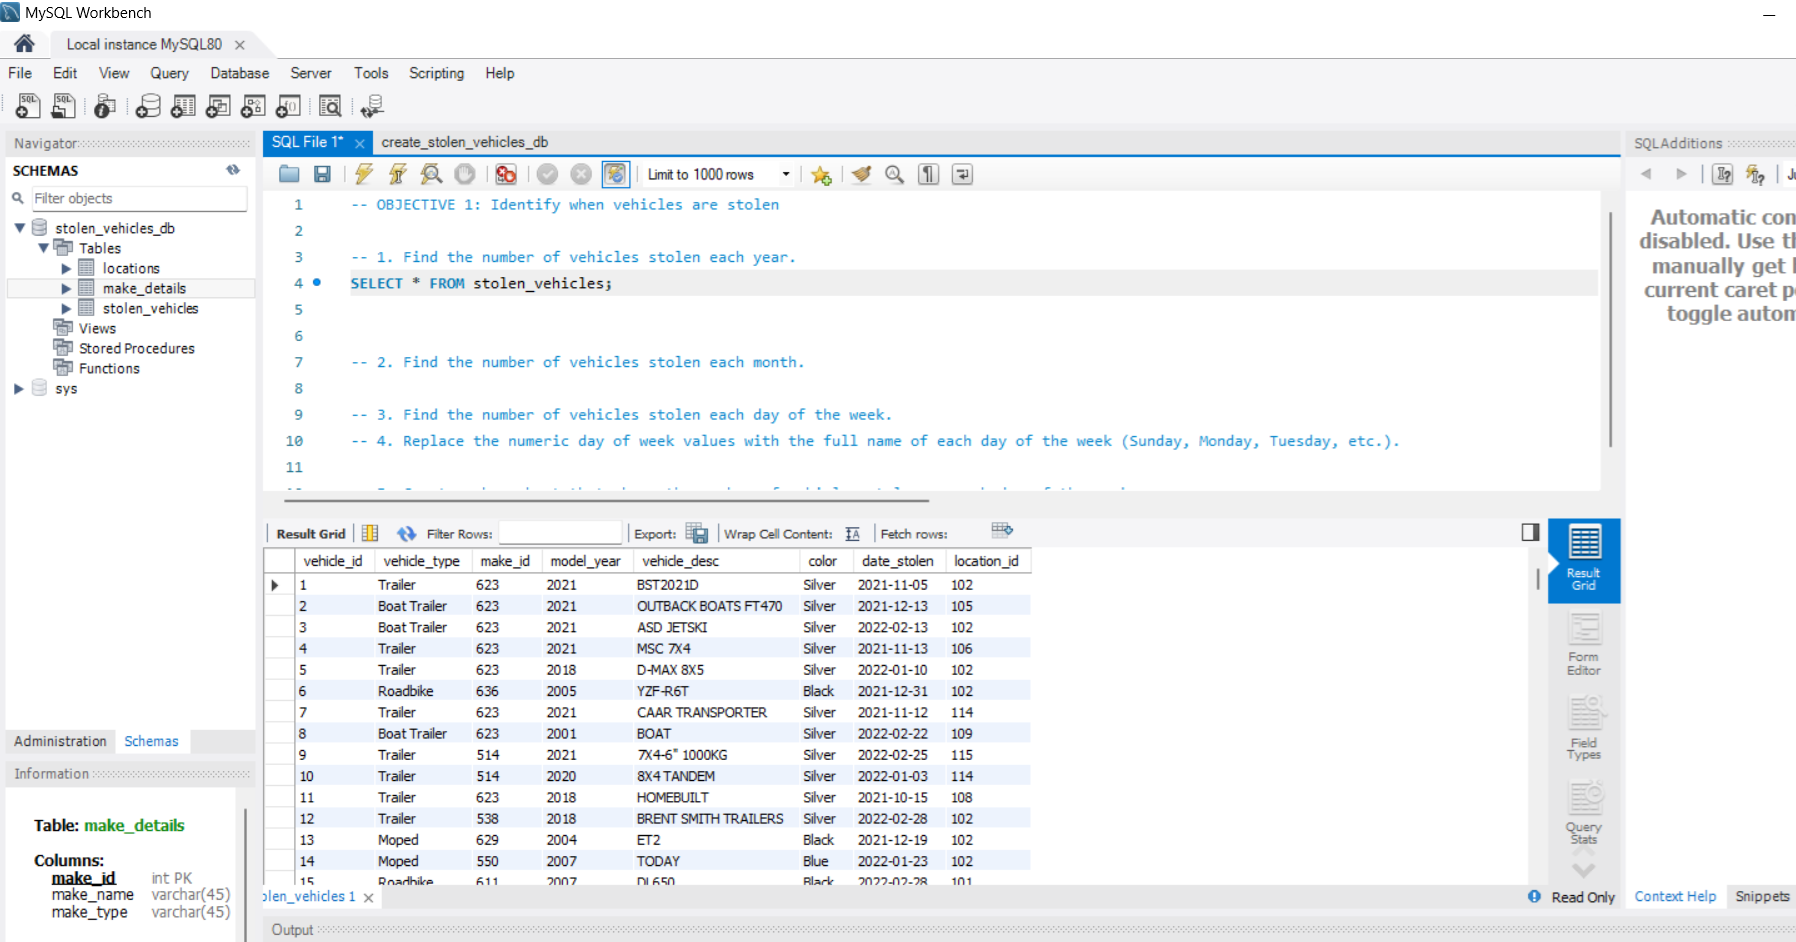 MySQL Workbench
Local instance MySQL80
File Edit View Query Database Server Tools Scripting Help
Navigator
SCHEMAS
Filter objects
stolen_vehicles_db
Tables
locations
make_details
stolen_vehicles
Views
Stored Procedures
Functions
sys
Administration Schemas
Information
Table: make_details
Columns:
make_id int PK
make_name varchar(45)
make_type varchar(45)
SQL File 1* create_stolen_vehicles_db
Limit to 1000 rows
1 -- OBJECTIVE 1: Identify when vehicles are stolen
2
3 -- 1. Find the number of vehicles stolen each year.
4 SELECT * FROM stolen_vehicles;
5
6
7 -- 2. Find the number of vehicles stolen each month.
8
9 -- 3. Find the number of vehicles stolen each day of the week.
10 -- 4. Replace the numeric day of week values with the full name of each day of the week (Sunday, Monday, Tuesday, etc.).
11
Result Grid Filter Rows: Export: Wrap Cell Content: Fetch rows:
vehicle_id vehicle_type make_id model_year vehicle_desc color date_stolen location_id
1 Trailer 623 2021 BST2021D Silver 2021-11-05 102
2 Boat Trailer 623 2021 OUTBACK BOATS FT470 Silver 2021-12-13 105
3 Boat Trailer 623 2021 ASD JETSKI Silver 2022-02-13 102
4 Trailer 623 2021 MSC 7X4 Silver 2021-11-13 106
5 Trailer 623 2018 D-MAX 8X5 Silver 2022-01-10 102
6 Roadbike 636 2005 YZF-R6T Black 2021-12-31 102
7 Trailer 623 2021 CAAR TRANSPORTER Silver 2021-11-12 114
8 Boat Trailer 623 2001 BOAT Silver 2022-02-22 109
9 Trailer 514 2021 7X4-6" 1000KG Silver 2022-02-25 115
10 Trailer 514 2020 8X4 TANDEM Silver 2022-01-03 114
11 Trailer 623 2018 HOMEBUILT Silver 2021-10-15 108
12 Trailer 538 2018 BRENT SMITH TRAILERS Silver 2022-02-28 102
13 Moped 629 2004 ET2 Black 2021-12-19 102
14 Moped 550 2007 TODAY Blue 2022-01-23 102
15 Roadbike 611 2007 DL650 Black 2022-02-28 101
olen_vehicles 1
Read Only
Output
Result
Grid
Form
Editor
Field
Types
Query
Stats
SQLAdditions
Ju
Automatic con
disabled. Use th
manually get
current caret p
toggle autom
Context Help Snippets